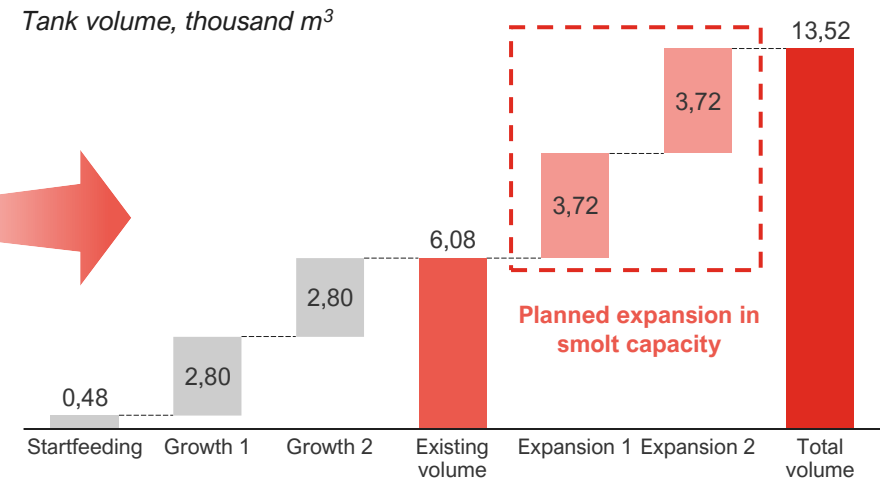 Tank volume, thousand m³
13,52
3,72
3,72
6,08
2,80
2,80
0,48
Planned expansion in
smolt capacity
Startfeeding Growth 1 Growth 2 Existing volume Expansion 1 Expansion 2 Total volume